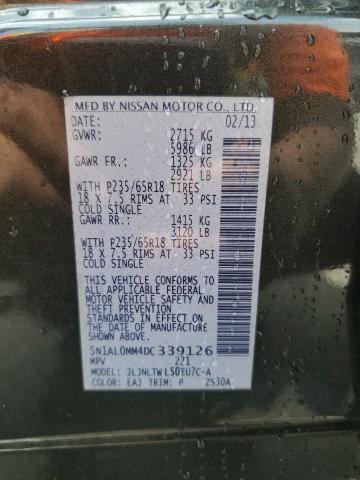 MFD BY NISSAN MOTOR CO., LTD.
DATE: 02/13
GVWR: 2715 KG
5986 LB
GAWR FR.: 1325 KG
2921 LB
WITH P235/65R18 TIRES
18 X 7.5 RIMS AT 33 PSI
COLD SINGLE
GAWR RR.: 1415 KG
3120 LB
WITH P235/65R18 TIRES
18 X 7.5 RIMS AT 33 PSI
COLD SINGLE
THIS VEHICLE CONFORMS TO ALL
APPLICABLE FEDERAL MOTOR
VEHICLE SAFETY AND
THEFT PREVENTION
STANDARDS IN EFFECT ON
THE DATE OF MANUFACTURE
SHOWN ABOVE.
5N1AL0MM4DC339126
MPV 221
MODEL: JLJNLTWL50EU7C-A
COLOR: EAJ TRIM: P 2S30A